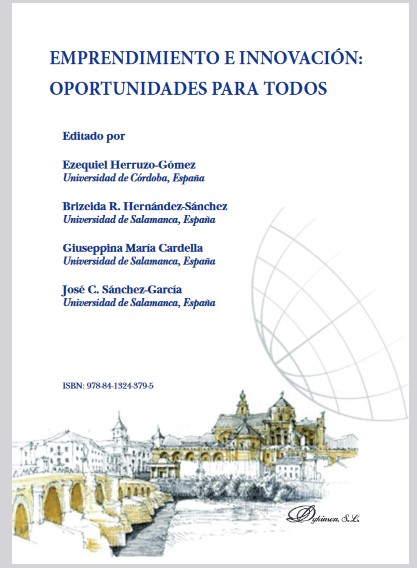 EMPRENDIMIENTO E INNOVACIÓN:
OPORTUNIDADES PARA TODOS
Editado por
Ezequiel Herruzo-Gómez
Universidad de Córdoba, España
Brizeida R. Hernández-Sánchez
Universidad de Salamanca, España
Giuseppina María Cardella
Universidad de Salamanca, España
José C. Sánchez-García
Universidad de Salamanca, España
ISBN: 978-84-1324-379-5
Dykinson, S.L.